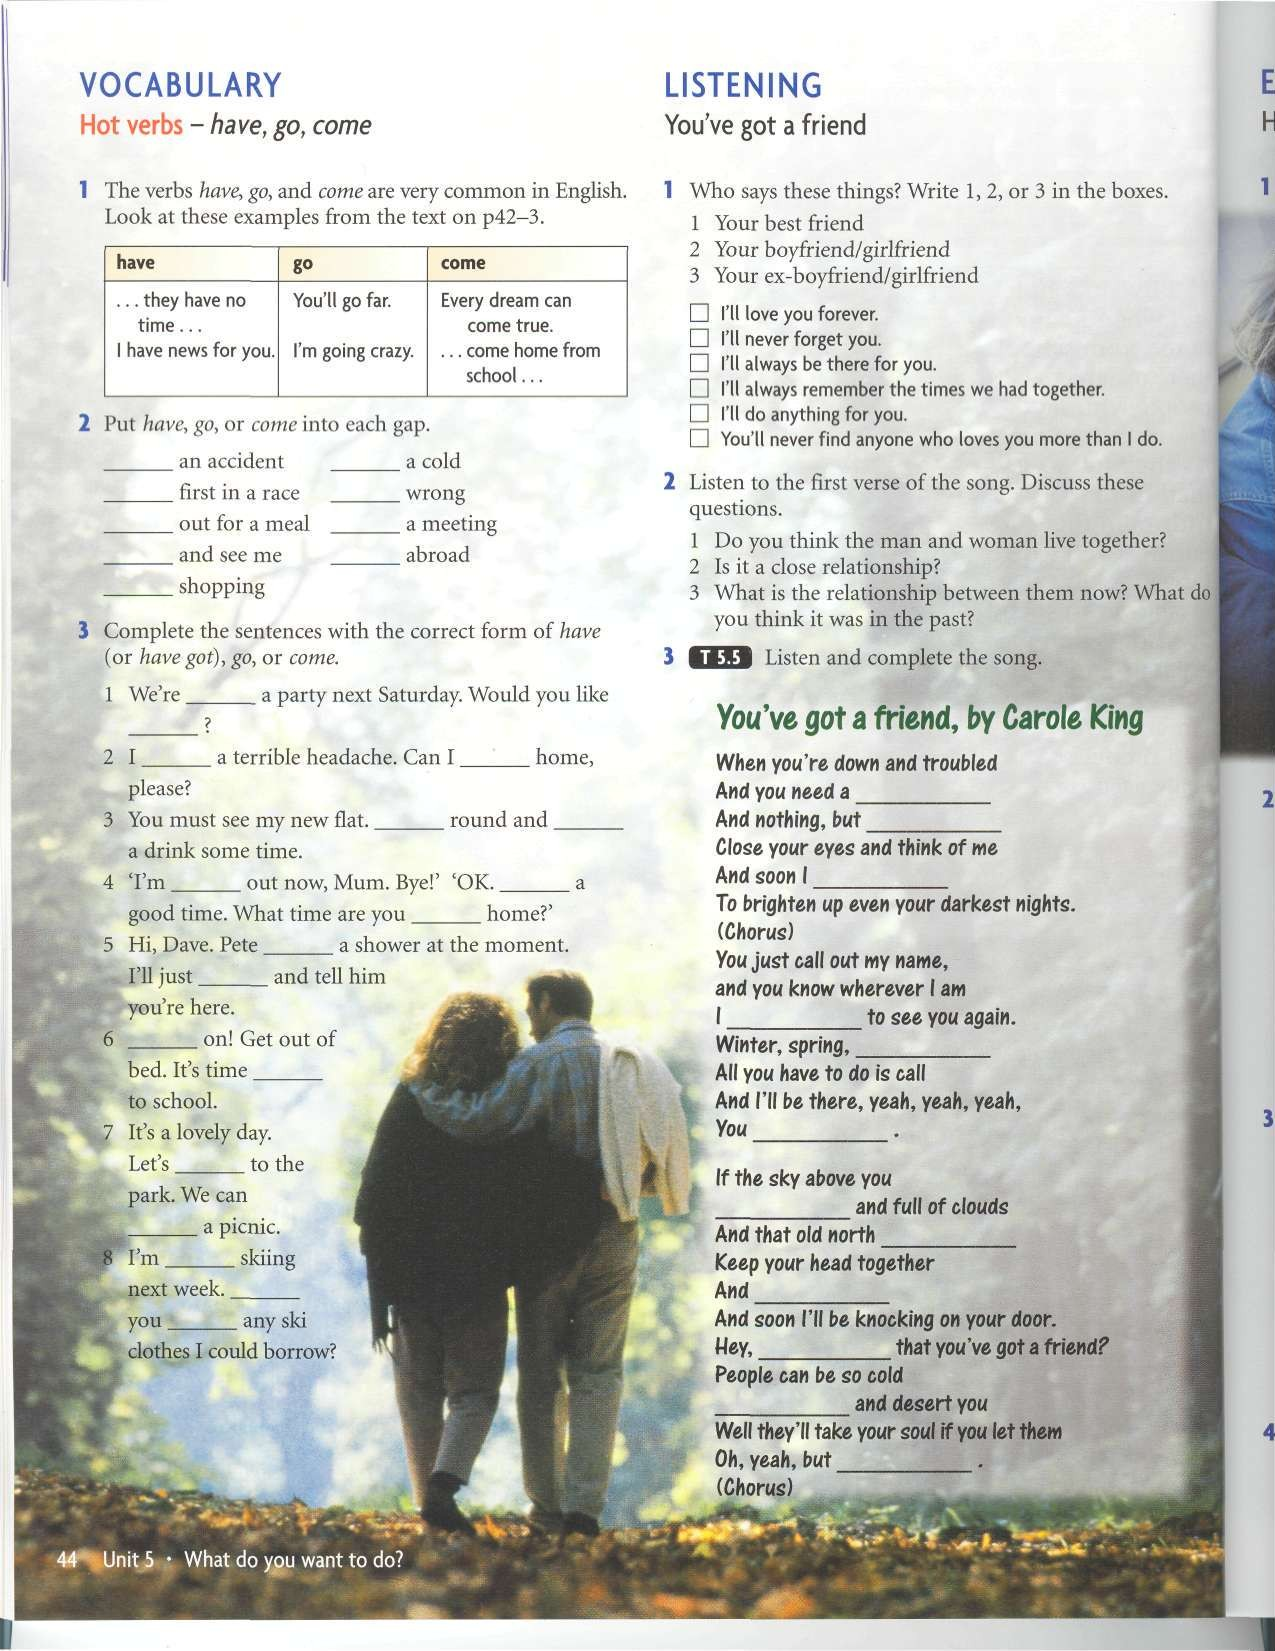 VOCABULARY
Hot verbs – have, go, come
1 The verbs have, go, and come are very common in English.
Look at these examples from the text on p42–3.
have go come
. . . they have no You'll go far. Every dream can
time . . . come true.
I have news for you. I'm going crazy. . . . come home from
school . . .
2 Put have, go, or come into each gap.
______ an accident ______ a cold
______ first in a race ______ wrong
______ out for a meal ______ a meeting
______ and see me ______ abroad
______ shopping
3 Complete the sentences with the correct form of have
(or have got), go, or come.
1 We're ______ a party next Saturday. Would you like
______ ?
2 I ______ a terrible headache. Can I ______ home,
please?
3 You must see my new flat. ______ round and ______
a drink some time.
4 ‘I'm ______ out now, Mum. Bye!’ ‘OK. ______ a
good time. What time are you ______ home?’
5 Hi, Dave. Pete ______ a shower at the moment.
I'll just ______ and tell him
you're here.
6 ______ on! Get out of
bed. It's time ______
to school.
7 It's a lovely day.
Let's ______ to the
park. We can
______ a picnic.
8 I'm ______ skiing
next week. ______
you ______ any ski
clothes I could borrow?
44 Unit 5 · What do you want to do?
LISTENING
You've got a friend
1 Who says these things? Write 1, 2, or 3 in the boxes.
1 Your best friend
2 Your boyfriend/girlfriend
3 Your ex-boyfriend/girlfriend
☐ I'll love you forever.
☐ I'll never forget you.
☐ I'll always be there for you.
☐ I'll always remember the times we had together.
☐ I'll do anything for you.
☐ You'll never find anyone who loves you more than I do.
2 Listen to the first verse of the song. Discuss these
questions.
1 Do you think the man and woman live together?
2 Is it a close relationship?
3 What is the relationship between them now? What do
you think it was in the past?
3 T 5.5 Listen and complete the song.
You've got a friend, by Carole King
When you're down and troubled
And you need a ____________
And nothing, but ____________
Close your eyes and think of me
And soon I ____________
To brighten up even your darkest nights.
(Chorus)
You just call out my name,
and you know wherever I am
I ____________ to see you again.
Winter, spring, ____________
All you have to do is call
And I'll be there, yeah, yeah, yeah,
You ____________ .
If the sky above you
____________ and full of clouds
And that old north ____________
Keep your head together
And ____________
And soon I'll be knocking on your door.
Hey, ____________ that you've got a friend?
People can be so cold
____________ and desert you
Well they'll take your soul if you let them
Oh, yeah, but ____________ .
(Chorus)
E
H
1
2
3
4